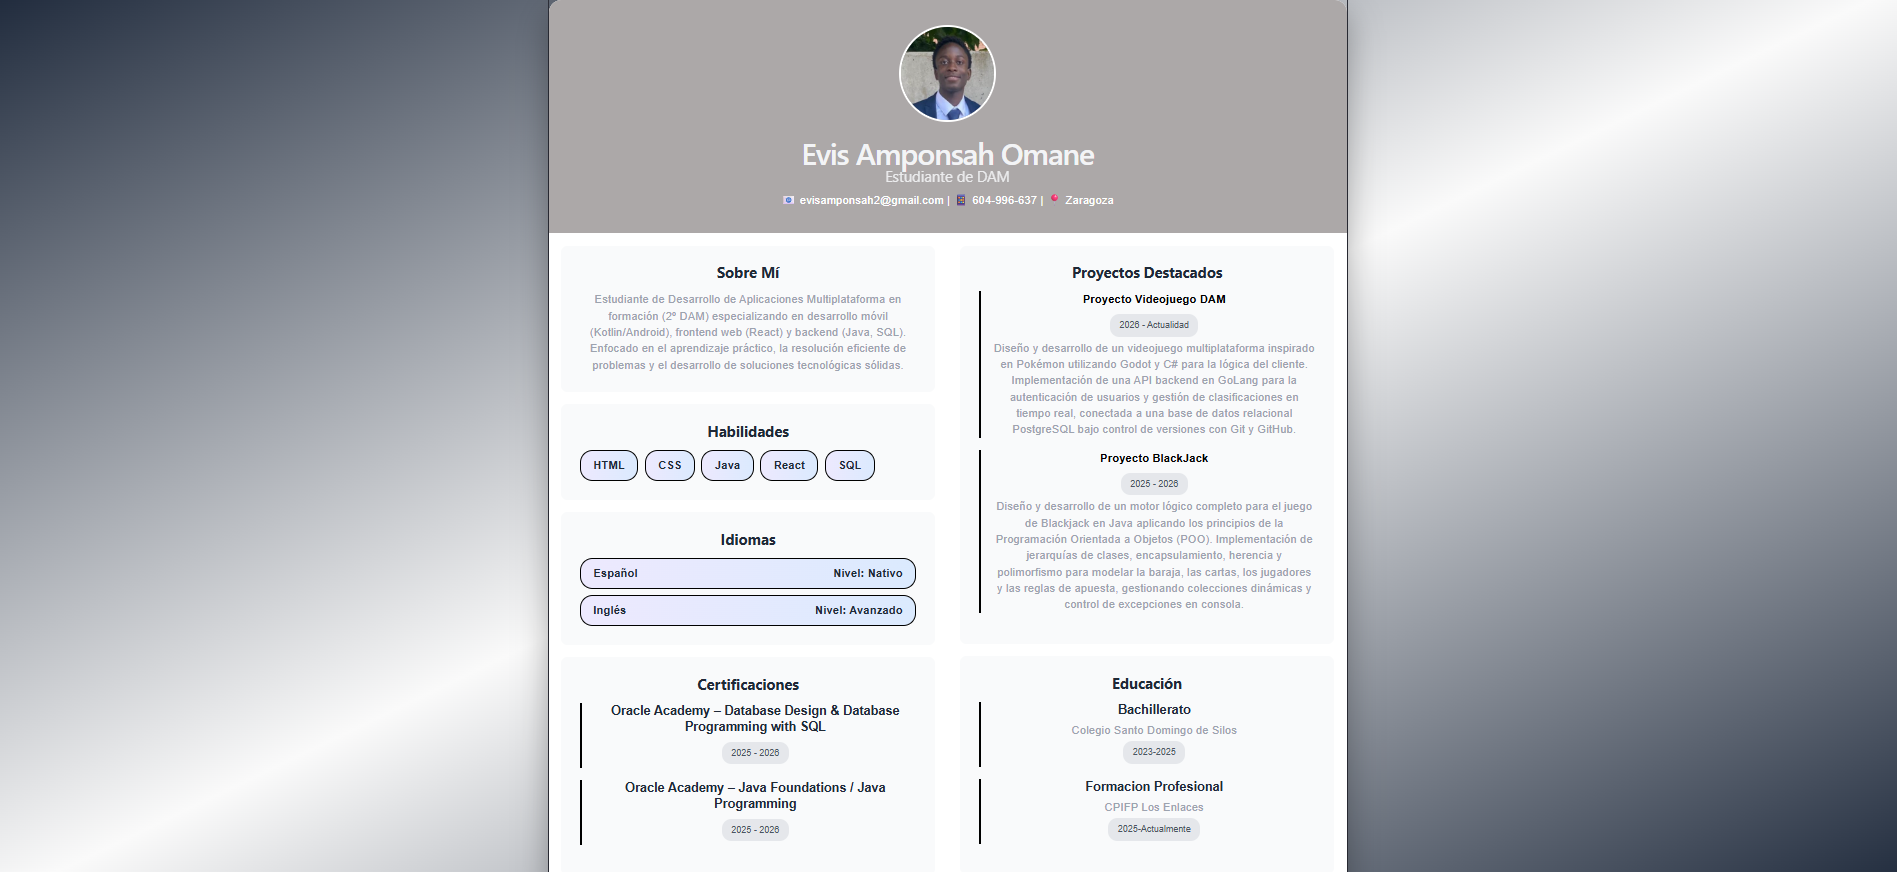 Evis Amponsah Omane
Estudiante de DAM
evisamponsah2@gmail.com | 604-996-637 | Zaragoza
Sobre Mí
Estudiante de Desarrollo de Aplicaciones Multiplataforma en
formación (2º DAM) especializando en desarrollo móvil
(Kotlin/Android), frontend web (React) y backend (Java, SQL).
Enfocado en el aprendizaje práctico, la resolución eficiente de
problemas y el desarrollo de soluciones tecnológicas sólidas.
Habilidades
HTML CSS Java React SQL
Idiomas
Español Nivel: Nativo
Inglés Nivel: Avanzado
Certificaciones
Oracle Academy – Database Design & Database
Programming with SQL
2025 - 2026
Oracle Academy – Java Foundations / Java
Programming
2025 - 2026
Proyectos Destacados
Proyecto Videojuego DAM
2026 - Actualidad
Diseño y desarrollo de un videojuego multiplataforma inspirado
en Pokémon utilizando Godot y C# para la lógica del cliente.
Implementación de una API backend en GoLang para la
autenticación de usuarios y gestión de clasificaciones en
tiempo real, conectada a una base de datos relacional
PostgreSQL bajo control de versiones con Git y GitHub.
Proyecto BlackJack
2025 - 2026
Diseño y desarrollo de un motor lógico completo para el juego
de Blackjack en Java aplicando los principios de la
Programación Orientada a Objetos (POO). Implementación de
jerarquías de clases, encapsulamiento, herencia y
polimorfismo para modelar la baraja, las cartas, los jugadores
y las reglas de apuesta, gestionando colecciones dinámicas y
control de excepciones en consola.
Educación
Bachillerato
Colegio Santo Domingo de Silos
2023-2025
Formacion Profesional
CPIFP Los Enlaces
2025-Actualmente